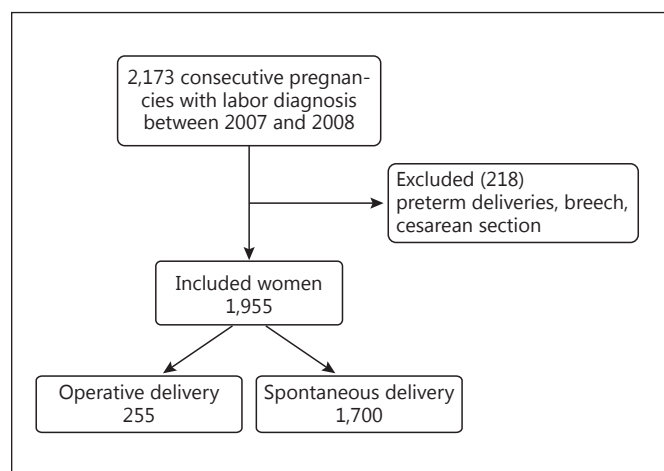 2,173 consecutive pregnan-
cies with labor diagnosis
between 2007 and 2008
Excluded (218)
preterm deliveries, breech,
cesarean section
Included women
1,955
Operative delivery
255
Spontaneous delivery
1,700